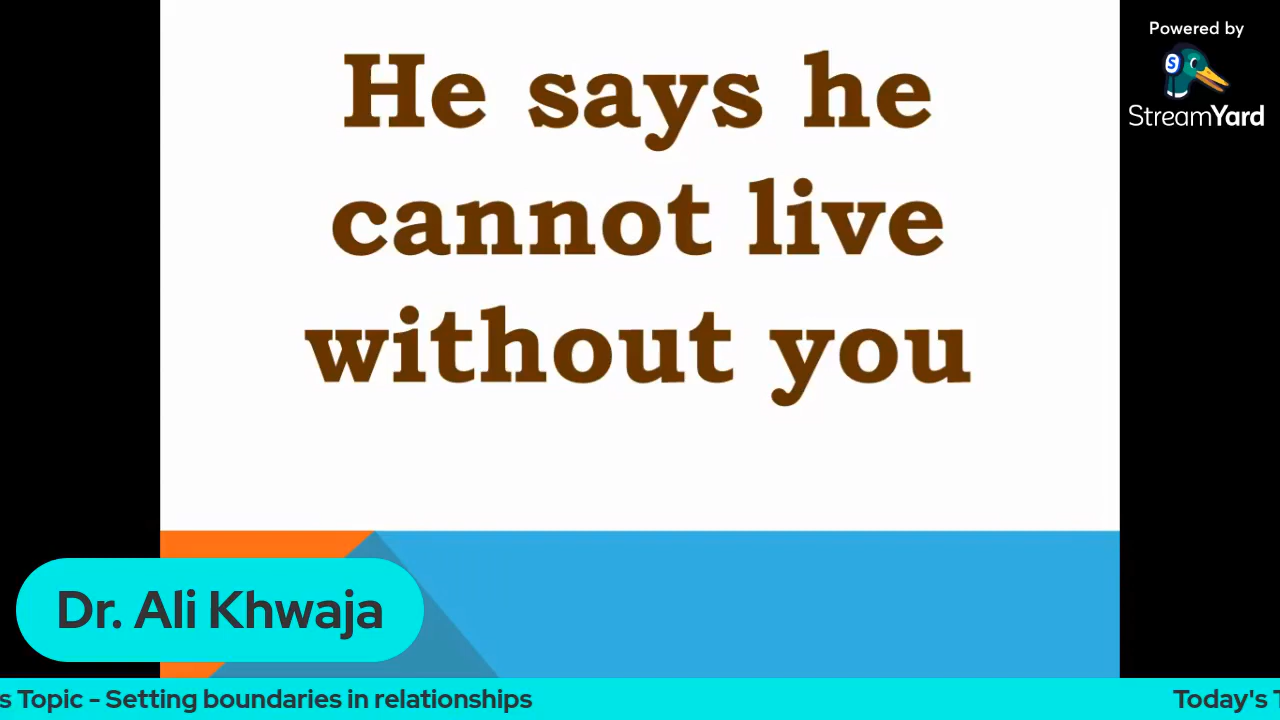 He says he
cannot live
without you
Powered by
S
StreamYard
Dr. Ali Khwaja
s Topic - Setting boundaries in relationships
Today's T